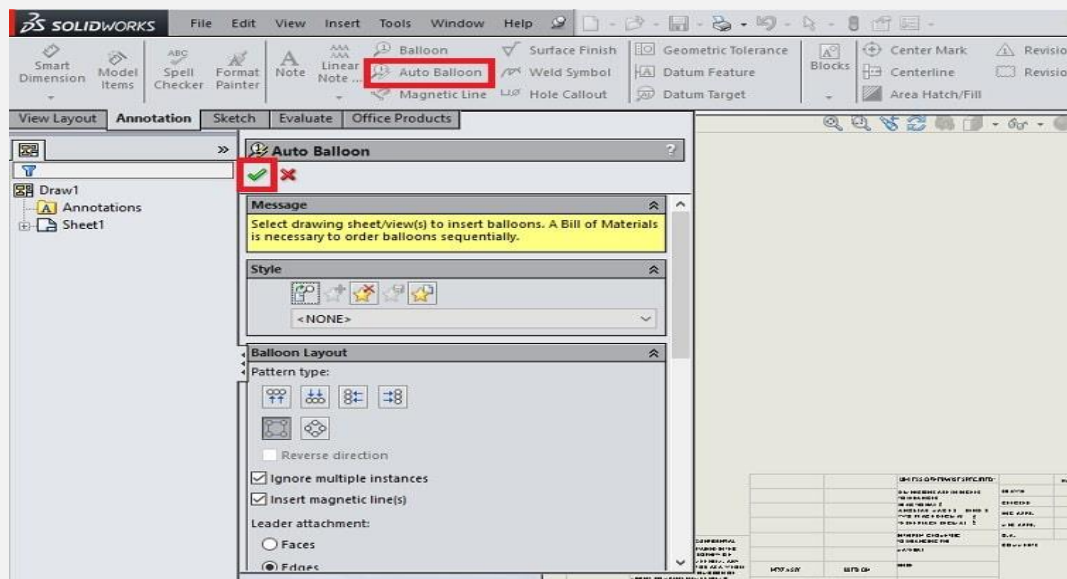 SOLIDWORKS File Edit View Insert Tools Window Help
Smart Dimension
Model Items
ABC
Spell Checker
Format Painter
A
Note
Linear Note ...
Balloon
Auto Balloon
Magnetic Line
Surface Finish
Weld Symbol
Hole Callout
Geometric Tolerance
Datum Feature
Datum Target
Blocks
Center Mark
Centerline
Area Hatch/Fill
Revisio
Revisio
View Layout Annotation Sketch Evaluate Office Products
Auto Balloon ?
Draw1
A Annotations
Sheet1
Message
Select drawing sheet/view(s) to insert balloons. A Bill of Materials
is necessary to order balloons sequentially.
Style
<NONE>
Balloon Layout
Pattern type:
Reverse direction
Ignore multiple instances
Insert magnetic line(s)
Leader attachment:
Faces
Edges